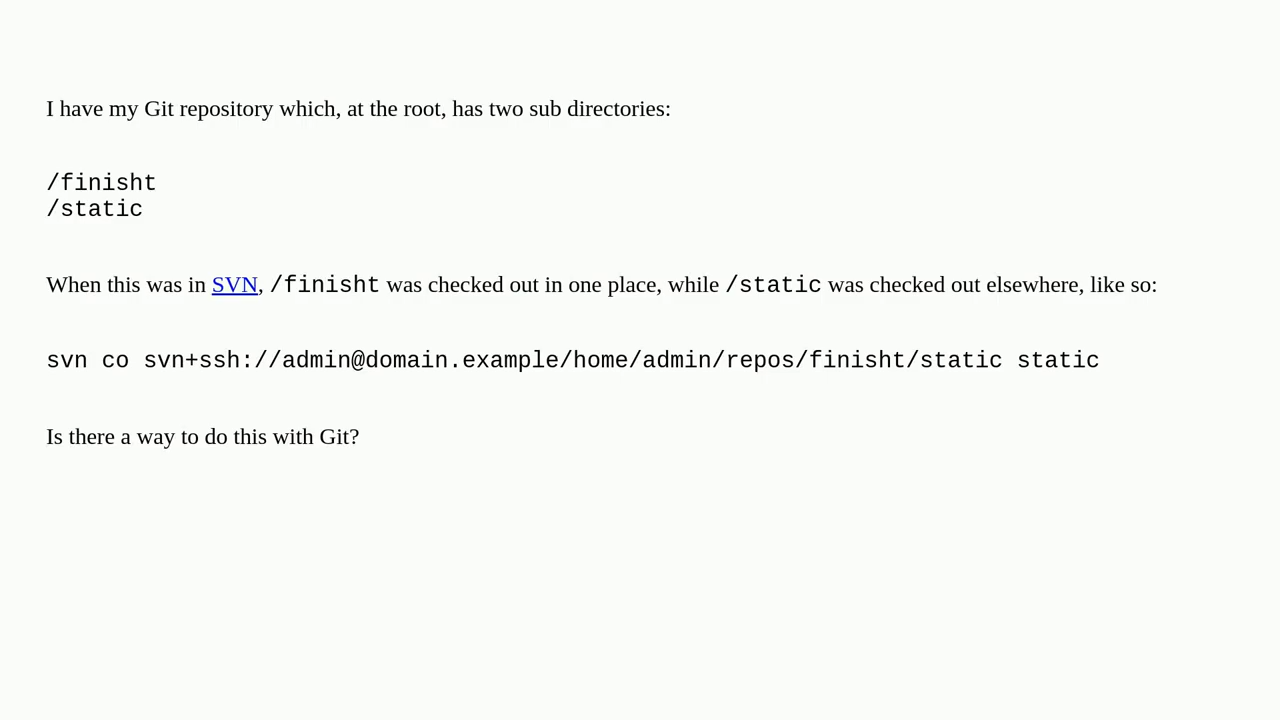 I have my Git repository which, at the root, has two sub directories:
/finisht
/static
When this was in SVN, /finisht was checked out in one place, while /static was checked out elsewhere, like so:
svn co svn+ssh://admin@domain.example/home/admin/repos/finisht/static static
Is there a way to do this with Git?